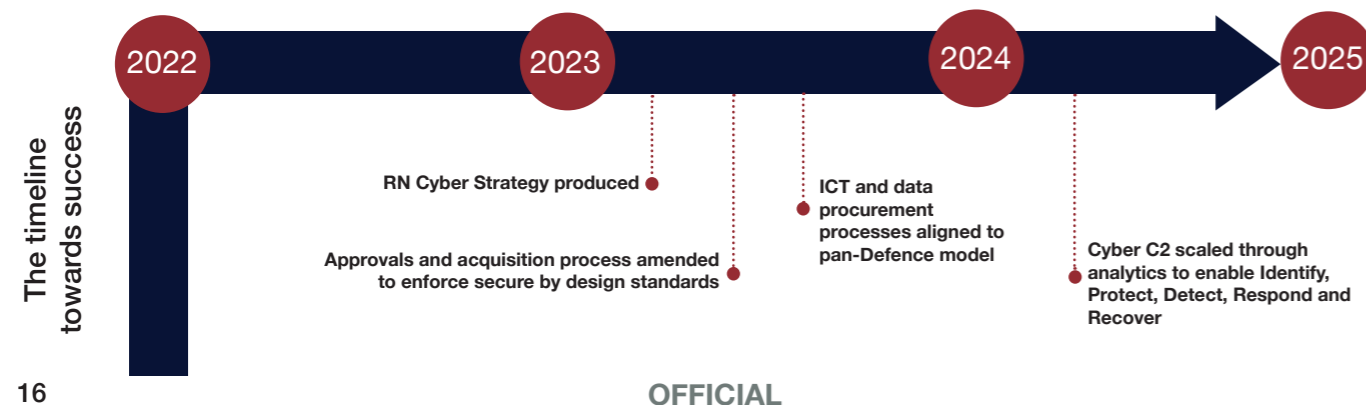 2022
2023
2024
2025
The timeline
towards success
RN Cyber Strategy produced
Approvals and acquisition process amended
to enforce secure by design standards
ICT and data
procurement
processes aligned to
pan-Defence model
Cyber C2 scaled through
analytics to enable Identify,
Protect, Detect, Respond and
Recover
16
OFFICIAL